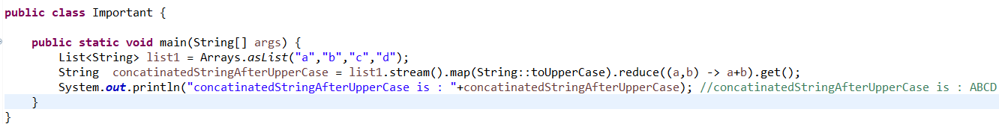 public class Important {
public static void main(String[] args) {
List<String> list1 = Arrays.asList("a","b","c","d");
String  concatinatedStringAfterUpperCase = list1.stream().map(String::toUpperCase).reduce((a,b) -> a+b).get();
System.out.println("concatinatedStringAfterUpperCase is : "+concatinatedStringAfterUpperCase); //concatinatedStringAfterUpperCase is : ABCD
}
}